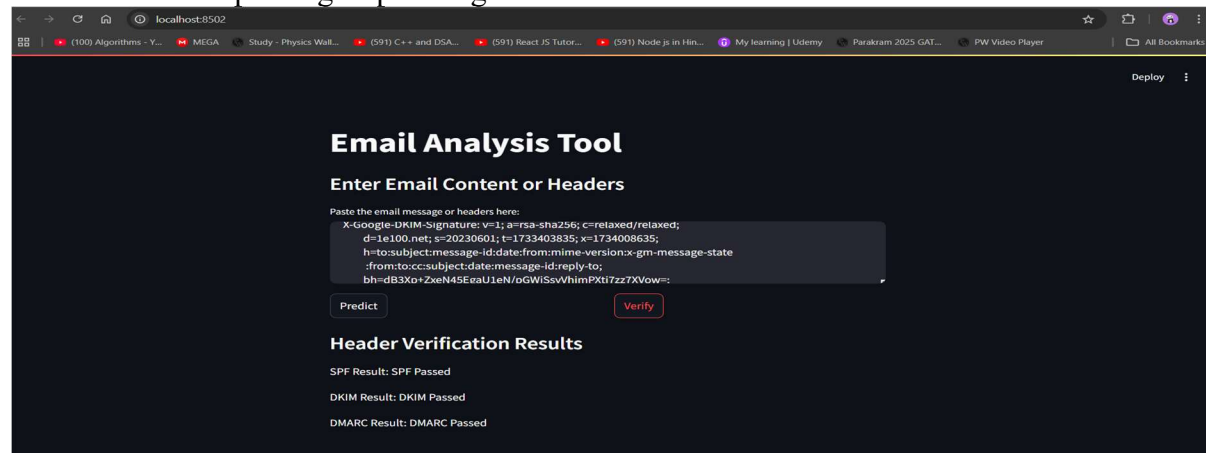 localhost:8502
(100) Algorithms - Y... MEGA Study - Physics Wall... (591) C++ and DSA... (591) React JS Tutor... (591) Node js in Hin... My learning | Udemy Parakram 2025 GAT... PW Video Player All Bookmarks
Deploy
Email Analysis Tool
Enter Email Content or Headers
Paste the email message or headers here:
X-Google-DKIM-Signature: v=1; a=rsa-sha256; c=relaxed/relaxed;
d=1e100.net; s=20230601; t=1733403835; x=1734008635;
h=to:subject:message-id:date:from:mime-version:x-gm-message-state
:from:to:cc:subject:date:message-id:reply-to;
Predict Verify
Header Verification Results
SPF Result: SPF Passed
DKIM Result: DKIM Passed
DMARC Result: DMARC Passed